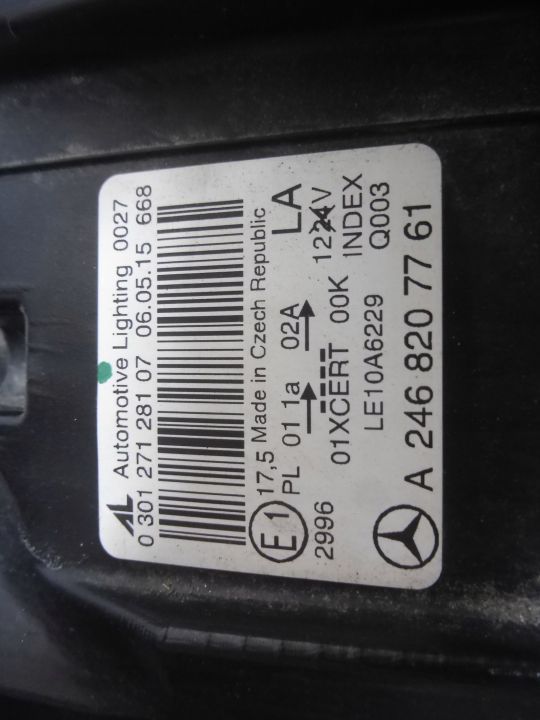 AL Automotive Lighting 0027
0 301 271 281 07 06.05.15 668
E1 17,5 Made in Czech Republic
PL 01 1a 02A LA
2996 01XCERT 00K 1224V
LE10A6229 INDEX
Q003
A 246 820 77 61